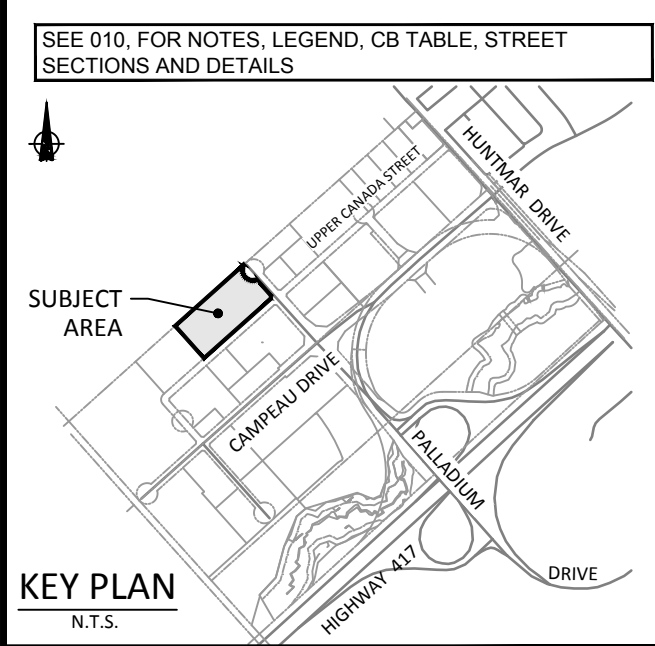 SEE 010, FOR NOTES, LEGEND, CB TABLE, STREET
SECTIONS AND DETAILS
HUNTMAR DRIVE
UPPER CANADA STREET
SUBJECT
AREA
CAMPEAU DRIVE
PALLADIUM
DRIVE
HIGHWAY 417
KEY PLAN
N.T.S.